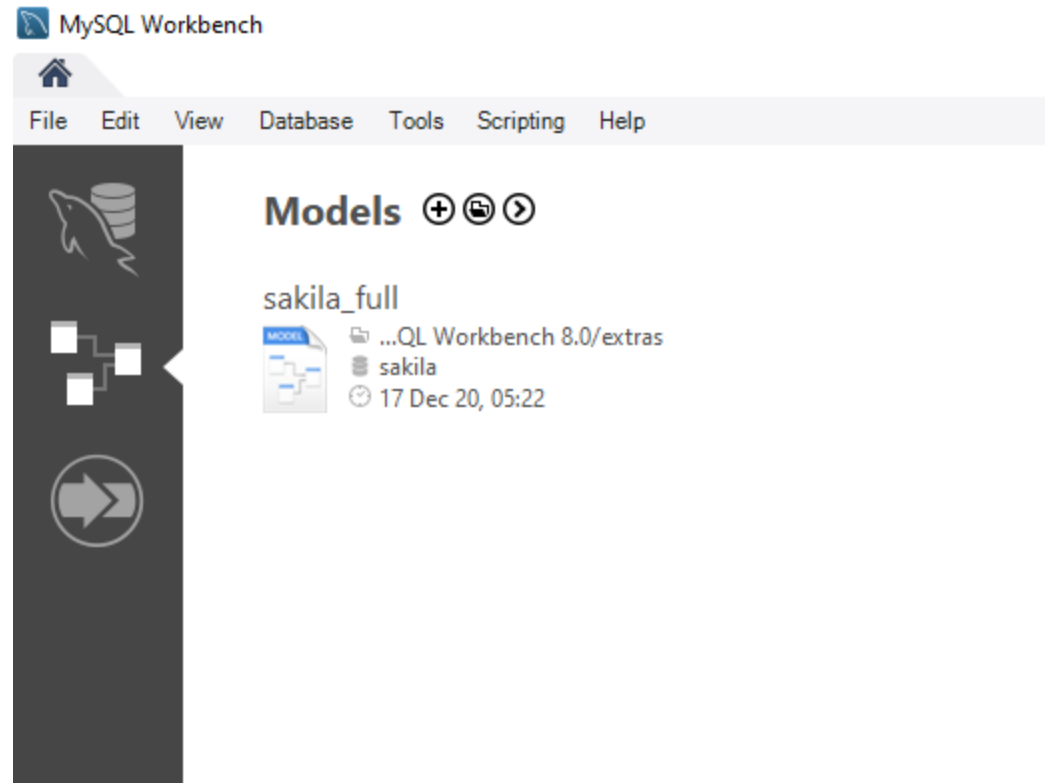 MySQL Workbench
File Edit View Database Tools Scripting Help
Models
sakila_full
MODEL
...QL Workbench 8.0/extras
sakila
17 Dec 20, 05:22